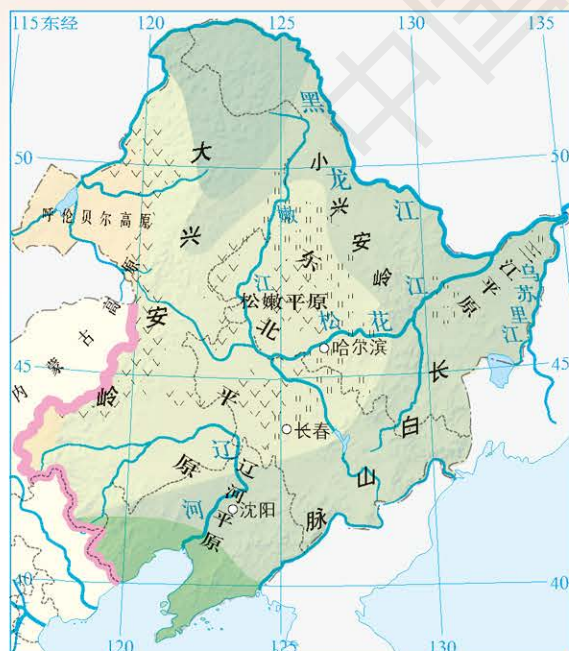 115东经
120
125
130
135
50
50
黑龙江
大兴安岭
小兴安岭
呼伦贝尔高原
嫩江
东北平原
松嫩平原
松花江
三江平原
乌苏里江
哈尔滨
45
45
内蒙古高原
长春
长白山脉
辽河
辽河平原
沈阳
40
40
120
125
130
中国